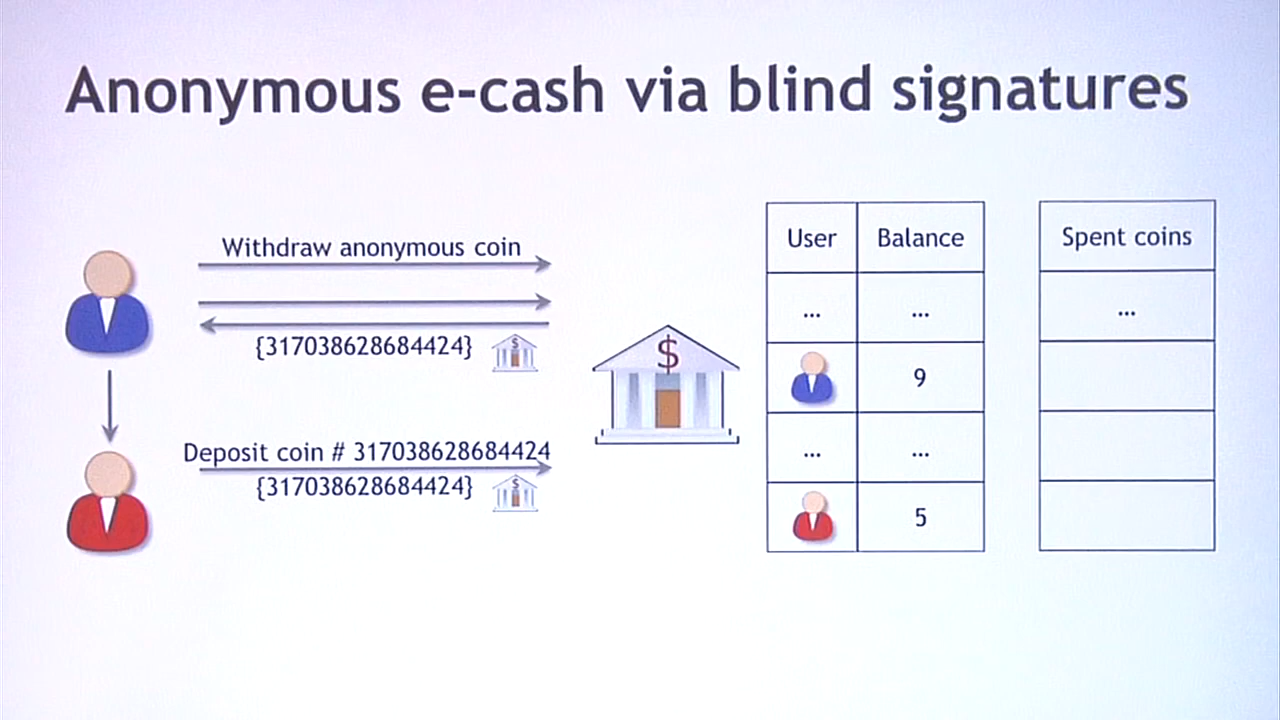 Anonymous e-cash via blind signatures
Withdraw anonymous coin
{317038628684424}
$
Deposit coin # 317038628684424
{317038628684424}
$
$
User Balance
... ...
9
... ...
5
Spent coins
...